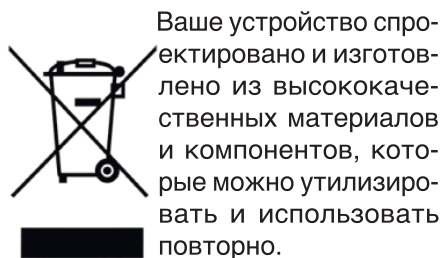 Ваше устройство спро-
ектировано и изготов-
лено из высококаче-
ственных материалов
и компонентов, кото-
рые можно утилизиро-
вать и использовать
повторно.